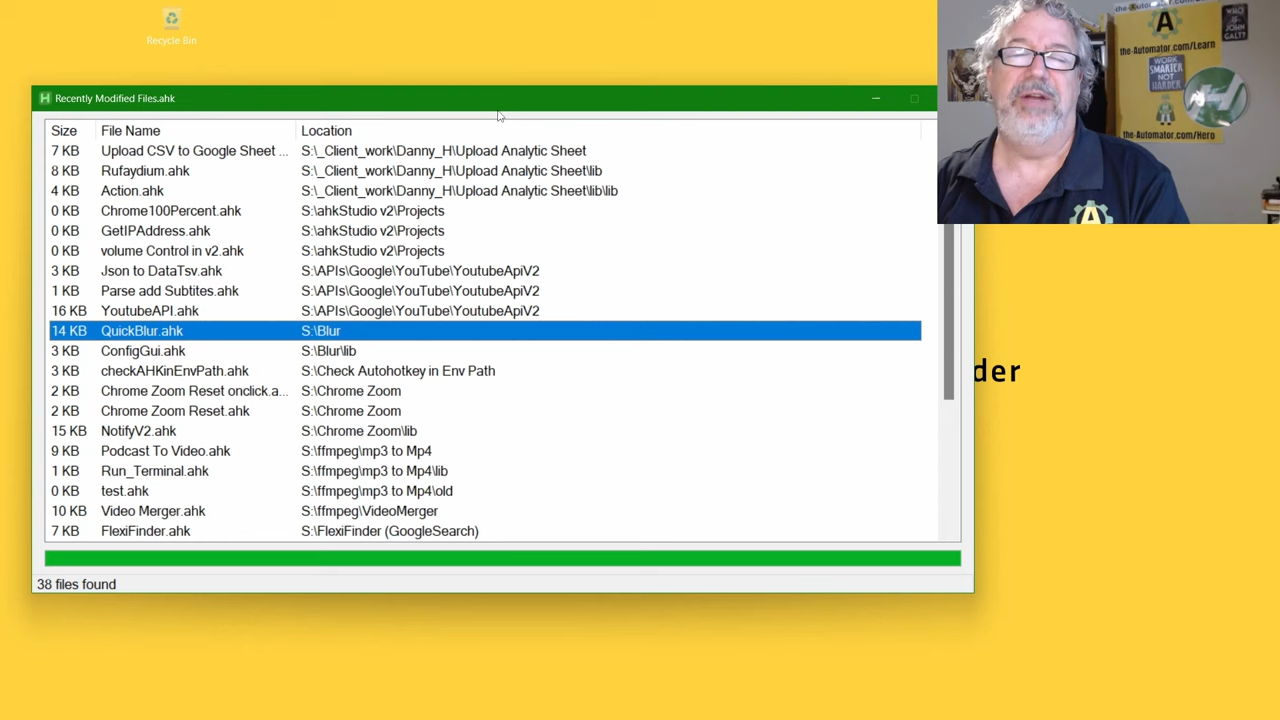 Recycle Bin
Recently Modified Files.ahk
Size File Name Location
7 KB Upload CSV to Google Sheet ... S:\_Client_work\Danny_H\Upload Analytic Sheet
8 KB Rufaydium.ahk S:\_Client_work\Danny_H\Upload Analytic Sheet\lib
4 KB Action.ahk S:\_Client_work\Danny_H\Upload Analytic Sheet\lib\lib
0 KB Chrome100Percent.ahk S:\ahkStudio v2\Projects
0 KB GetIPAddress.ahk S:\ahkStudio v2\Projects
0 KB volume Control in v2.ahk S:\ahkStudio v2\Projects
3 KB Json to DataTsv.ahk S:\APIs\Google\YouTube\YoutubeApiV2
1 KB Parse add Subtites.ahk S:\APIs\Google\YouTube\YoutubeApiV2
16 KB YoutubeAPI.ahk S:\APIs\Google\YouTube\YoutubeApiV2
14 KB QuickBlur.ahk S:\Blur
3 KB ConfigGui.ahk S:\Blur\lib
3 KB checkAHKinEnvPath.ahk S:\Check Autohotkey in Env Path
2 KB Chrome Zoom Reset onclick.a... S:\Chrome Zoom
2 KB Chrome Zoom Reset.ahk S:\Chrome Zoom
15 KB NotifyV2.ahk S:\Chrome Zoom\lib
9 KB Podcast To Video.ahk S:\ffmpeg\mp3 to Mp4
1 KB Run_Terminal.ahk S:\ffmpeg\mp3 to Mp4\lib
0 KB test.ahk S:\ffmpeg\mp3 to Mp4\old
10 KB Video Merger.ahk S:\ffmpeg\VideoMerger
7 KB FlexiFinder.ahk S:\FlexiFinder (GoogleSearch)
38 files found
der
the-Automator.com/Learn
WORK
SMARTER
NOT
HARDER
the-Automator.com/Hero
WHO
IS
JOHN
GALT?